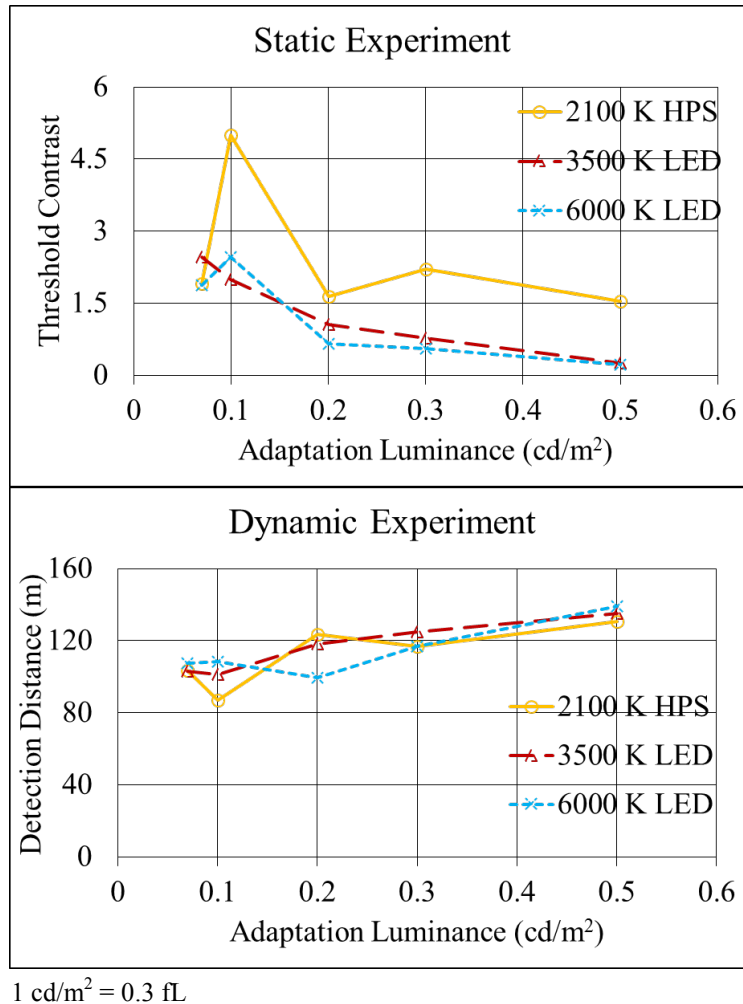 Static Experiment
6
4.5
3
1.5
0
Threshold Contrast
2100 K HPS
3500 K LED
6000 K LED
0 0.1 0.2 0.3 0.4 0.5 0.6
Adaptation Luminance (cd/m²)
Dynamic Experiment
160
120
80
40
0
Detection Distance (m)
2100 K HPS
3500 K LED
6000 K LED
0 0.1 0.2 0.3 0.4 0.5 0.6
Adaptation Luminance (cd/m²)
1 cd/m² = 0.3 fL